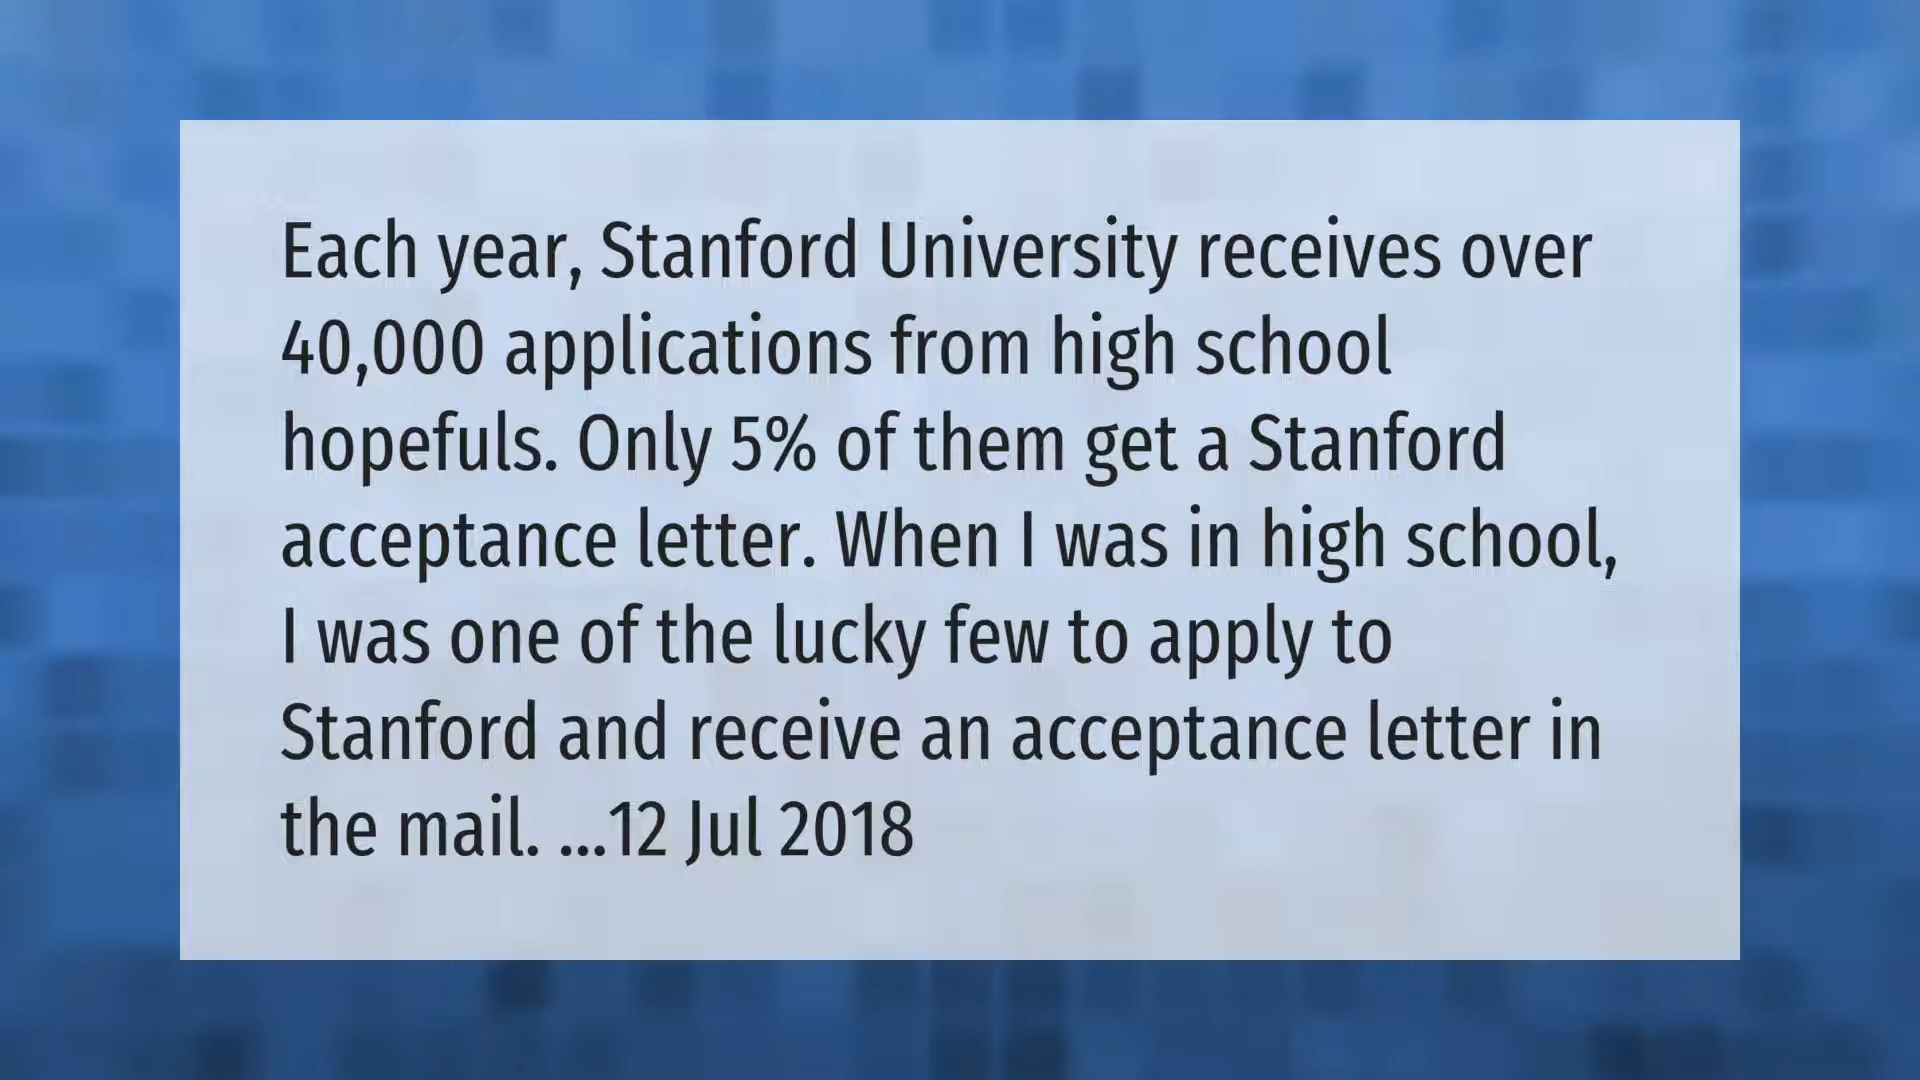 Each year, Stanford University receives over
40,000 applications from high school
hopefuls. Only 5% of them get a Stanford
acceptance letter. When I was in high school,
I was one of the lucky few to apply to
Stanford and receive an acceptance letter in
the mail. ...12 Jul 2018